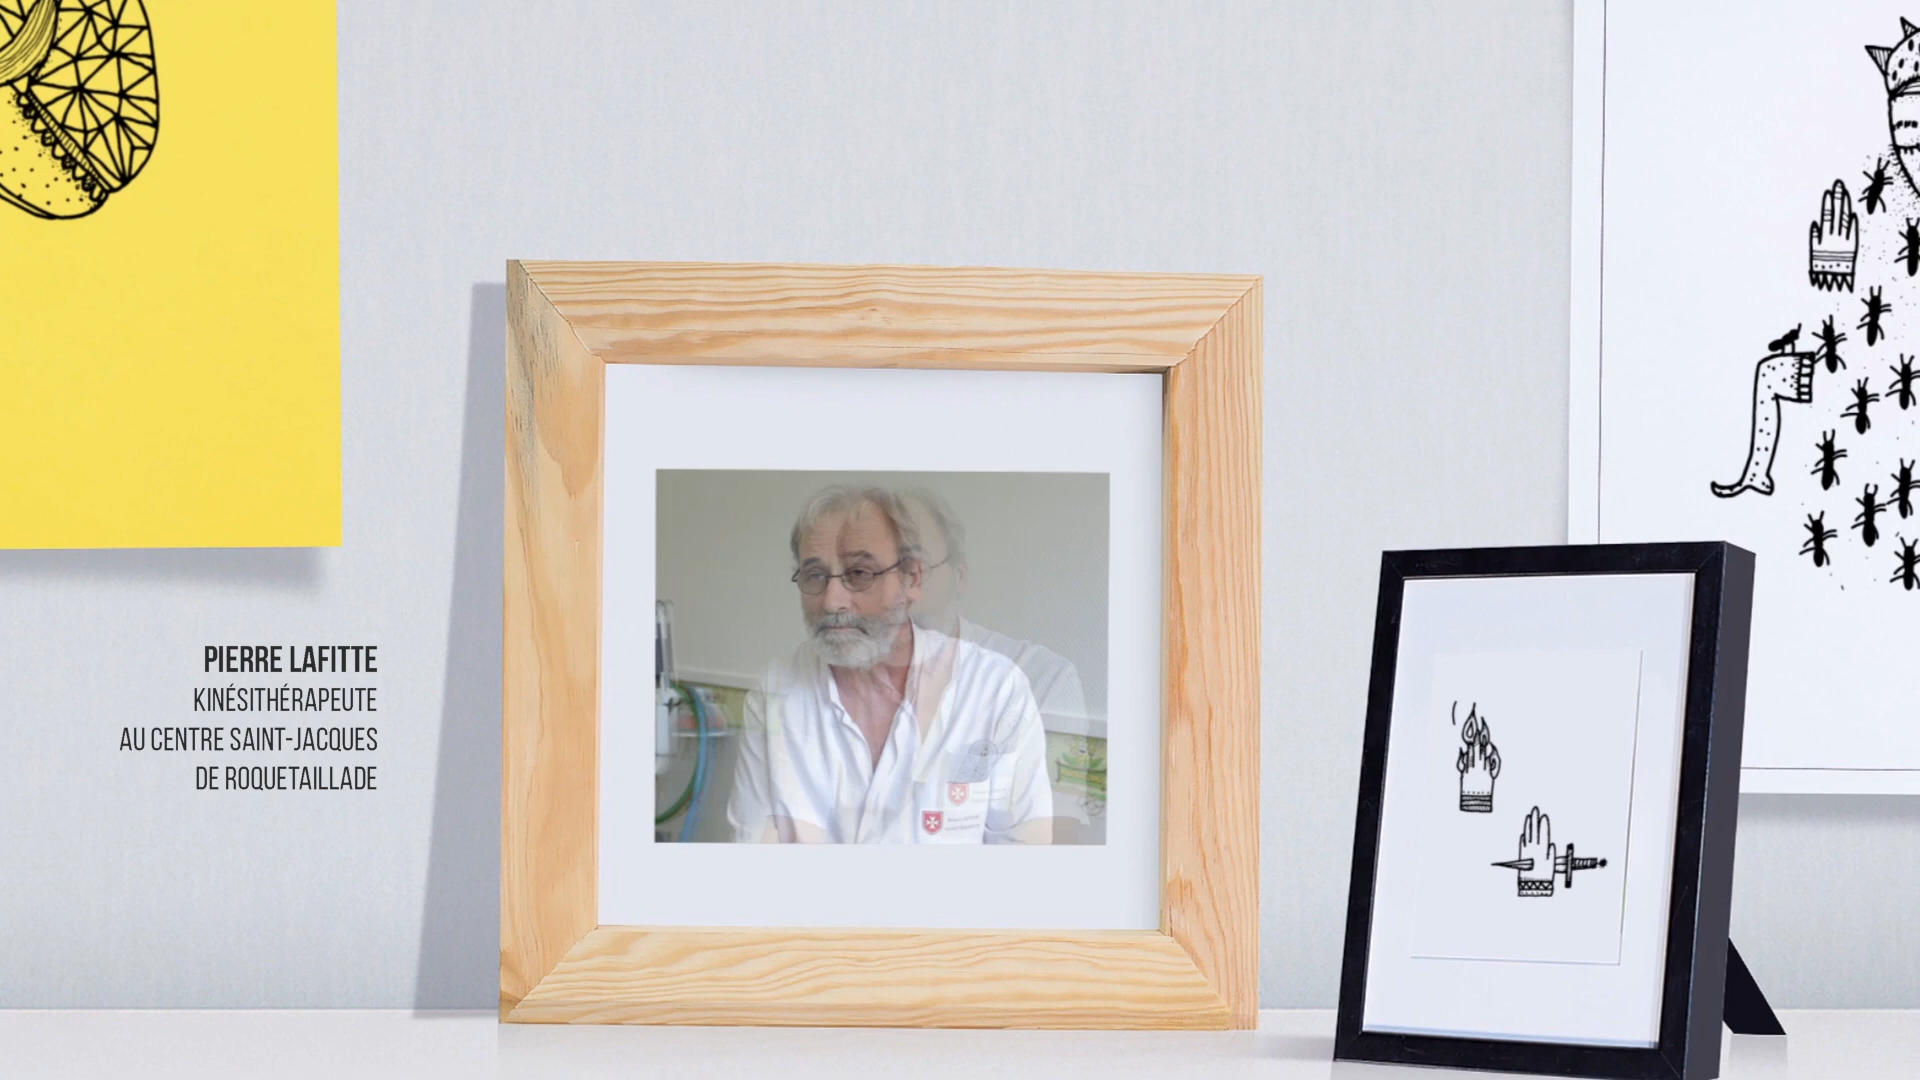 PIERRE LAFITTE
KINÉSITHÉRAPEUTE
AU CENTRE SAINT-JACQUES
DE ROQUETAILLADE